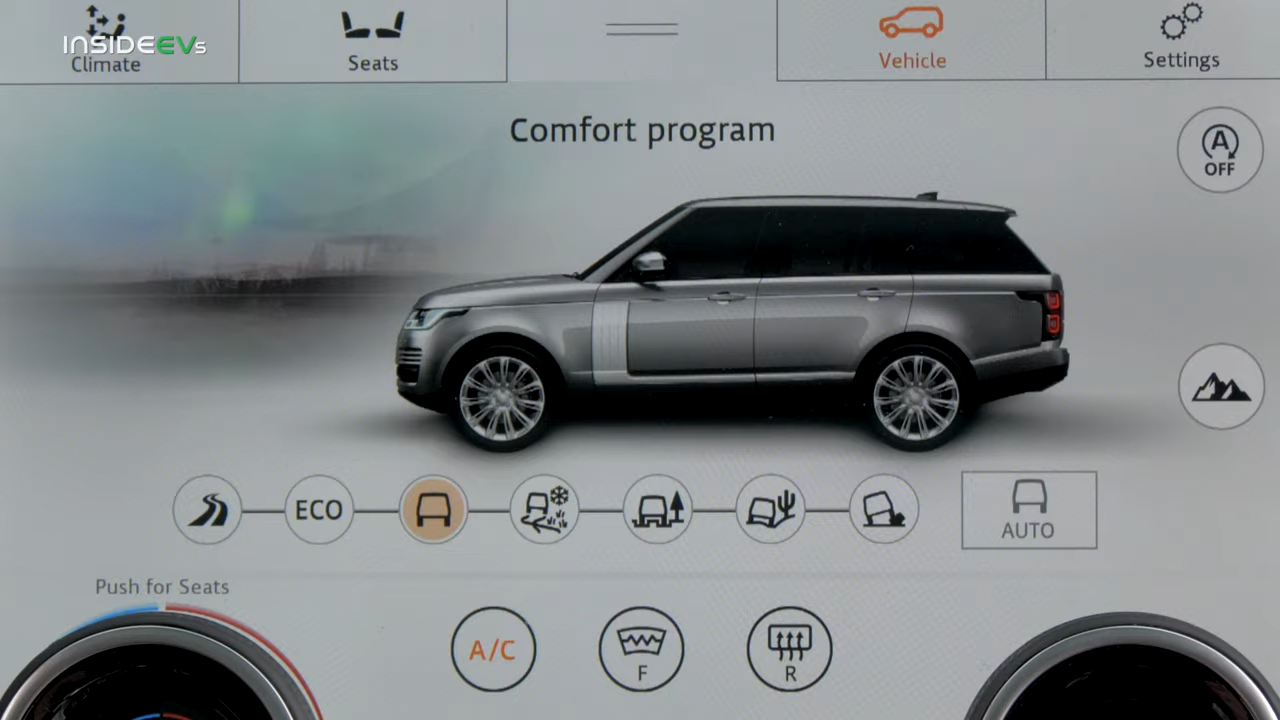 INSIDEEVs
Climate
Seats
Vehicle
Settings
Comfort program
A
OFF
ECO
AUTO
Push for Seats
A/C
F
R